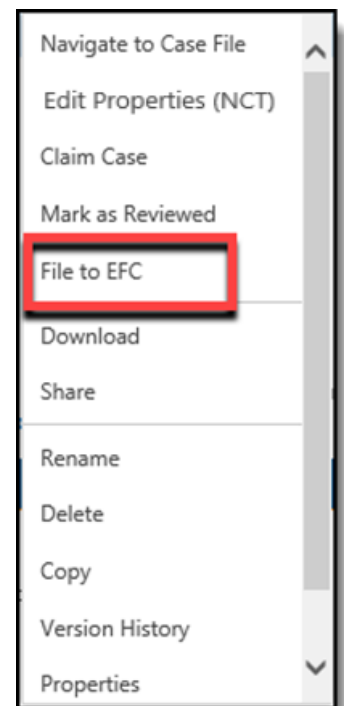 Navigate to Case File
Edit Properties (NCT)
Claim Case
Mark as Reviewed
File to EFC
Download
Share
Rename
Delete
Copy
Version History
Properties